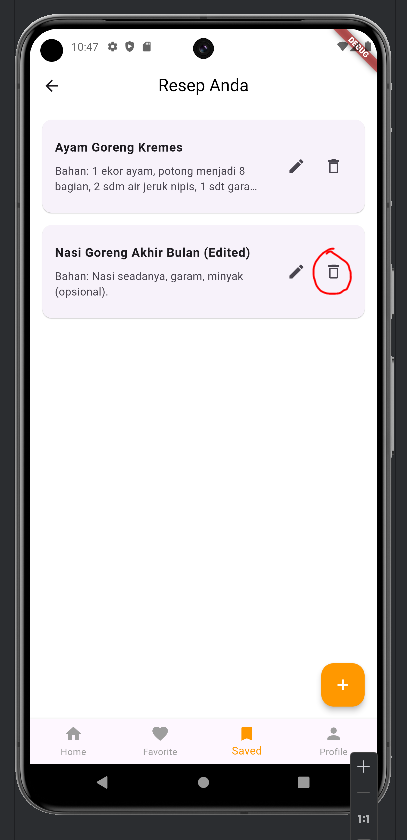 10:47
DEBUG
Resep Anda
Ayam Goreng Kremes
Bahan: 1 ekor ayam, potong menjadi 8
bagian, 2 sdm air jeruk nipis, 1 sdt gara...
Nasi Goreng Akhir Bulan (Edited)
Bahan: Nasi seadanya, garam, minyak
(opsional).
+
Home Favorite Saved Profile
1:1